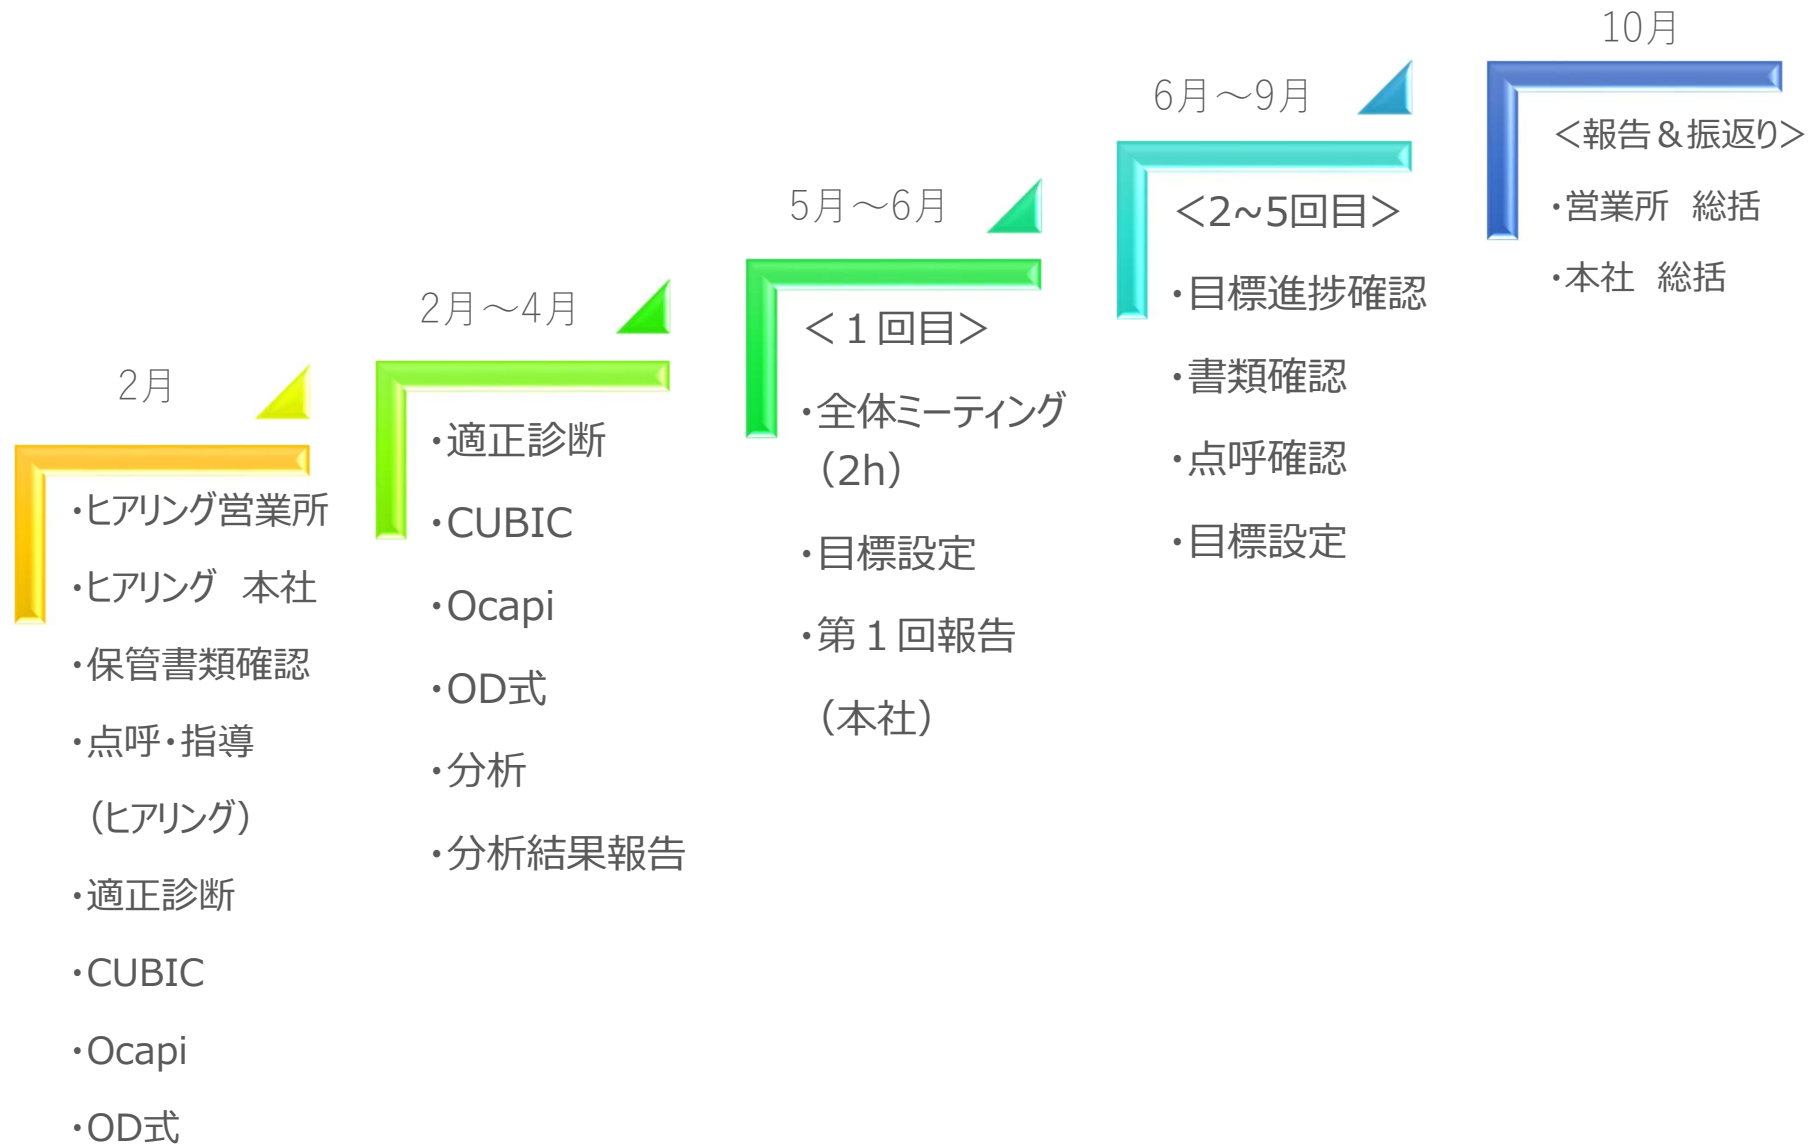 2月
・ヒアリング営業所
・ヒアリング　本社
・保管書類確認
・点呼・指導
（ヒアリング）
・適正診断
・CUBIC
・Ocapi
・OD式
2月～4月
・適正診断
・CUBIC
・Ocapi
・OD式
・分析
・分析結果報告
5月～6月
＜１回目＞
・全体ミーティング
（2h）
・目標設定
・第１回報告
（本社）
6月～9月
＜2~5回目＞
・目標進捗確認
・書類確認
・点呼確認
・目標設定
10月
＜報告＆振返り＞
・営業所　総括
・本社　総括